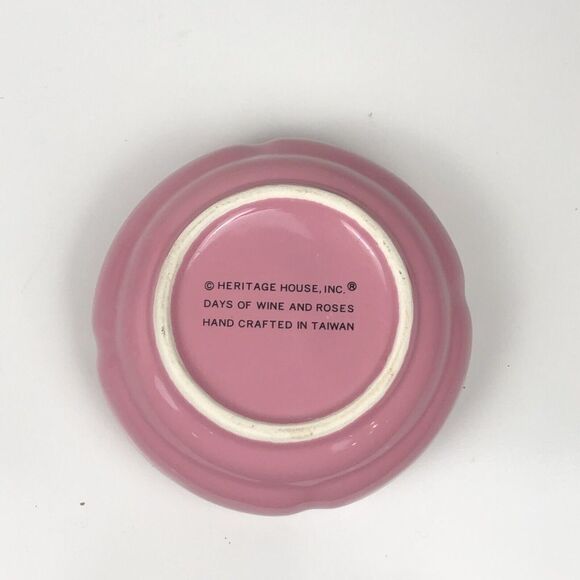 © HERITAGE HOUSE, INC.®
DAYS OF WINE AND ROSES
HAND CRAFTED IN TAIWAN